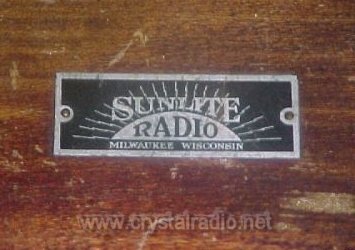 SUNLITE
RADIO
MILWAUKEE WISCONSIN
www.crystalradio.net